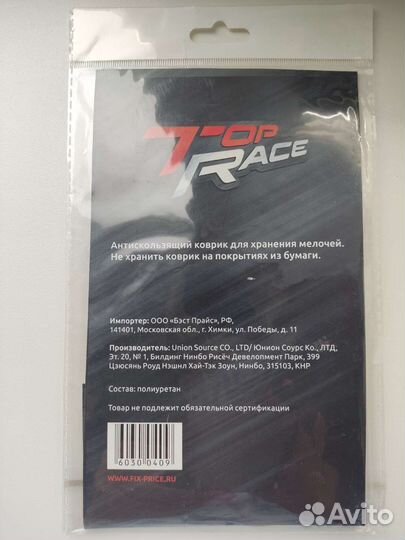 TOP
RACE
Антискользящий коврик для хранения мелочей.
Не хранить коврик на покрытиях из бумаги.
Импортер: ООО «Бэст Прайс», РФ,
141401, Московская обл., г. Химки, ул. Победы, д. 11
Производитель: Union Source CO., LTD/ Юнион Соурс Ко., ЛТД,
Эт. 20, № 1, Билдинг Нинбо Рисёч Девелопмент Парк, 399
Цзюсянь Роуд Нэшнл Хай-Тэк Зоун, Нинбо, 315103, КНР
Состав: полиуретан
Товар не подлежит обязательной сертификации
6030 0409
WWW.FIX-PRICE.RU
Avito